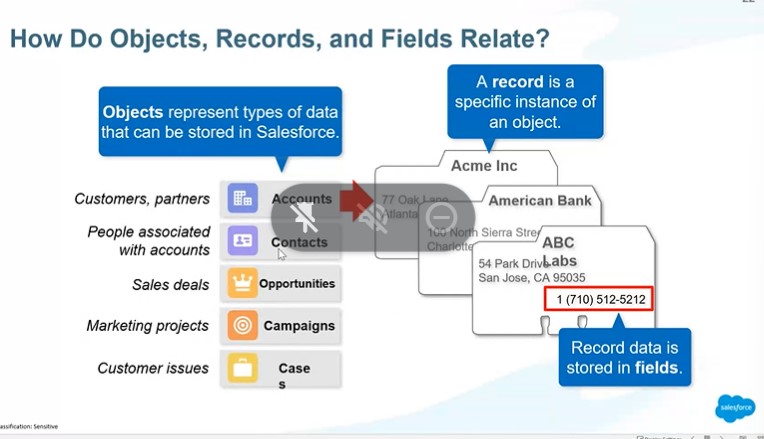 How Do Objects, Records, and Fields Relate?
Objects represent types of data
that can be stored in Salesforce.
A record is a
specific instance of
an object.
Customers, partners
Accounts
People associated
with accounts
Contacts
Sales deals
Opportunities
Marketing projects
Campaigns
Customer issues
Case
s
Acme Inc
77 Oak Lane
Atlanta
American Bank
100 North Sierra Stre
Charlotte
ABC
Labs
54 Park Drive
San Jose, CA 95035
1 (710) 512-5212
Record data is
stored in fields.
salesforce
assification: Sensitive